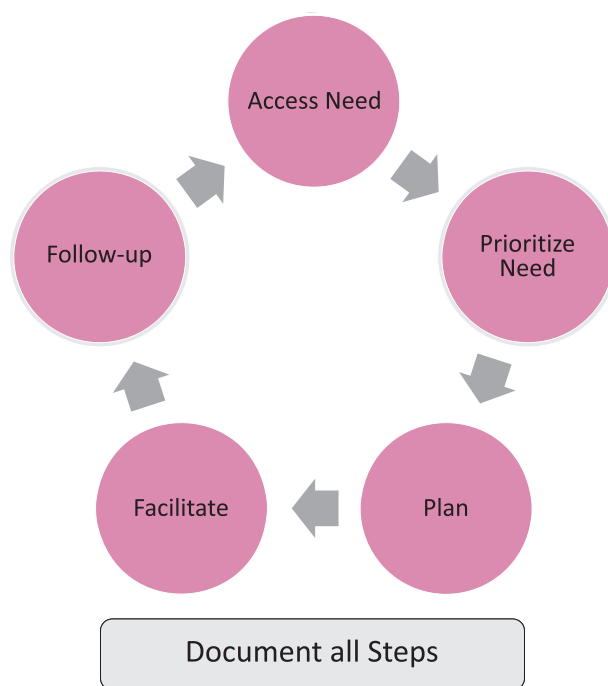 Access Need
Prioritize
Need
Plan
Facilitate
Follow-up
Document all Steps